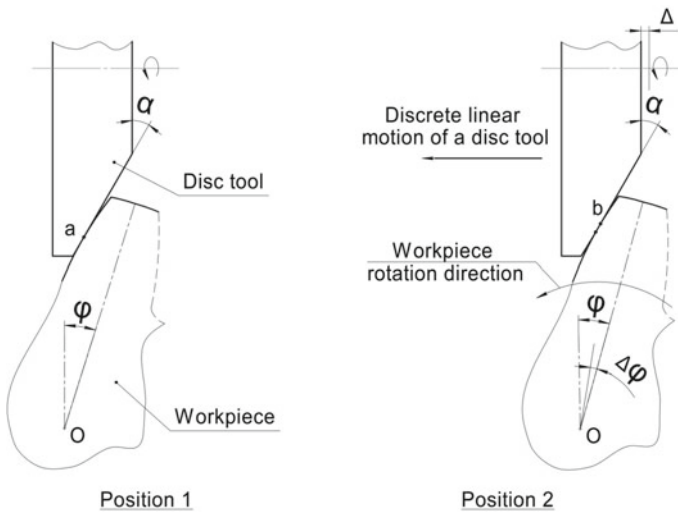 α
Disc tool
a
φ
O
Workpiece
Position 1
Δ
α
Discrete linear
motion of a disc tool
b
Workpiece
rotation direction
φ
Δφ
O
Position 2